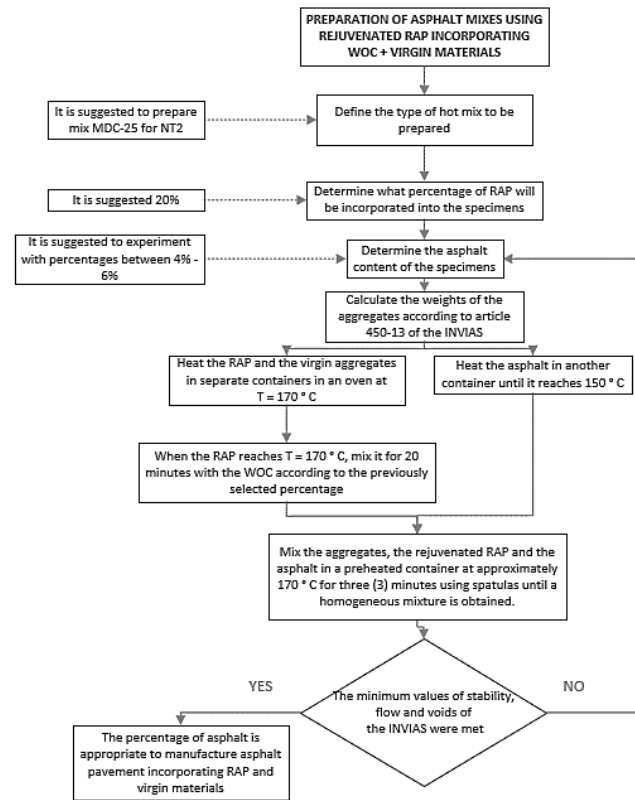 PREPARATION OF ASPHALT MIXES USING
REJUVENATED RAP INCORPORATING
WOC + VIRGIN MATERIALS
It is suggested to prepare
mix MDC-25 for NT2
Define the type of hot mix to be
prepared
It is suggested 20%
Determine what percentage of RAP will
be incorporated into the specimens
It is suggested to experiment
with percentages between 4% -
6%
Determine the asphalt
content of the specimens
Calculate the weights of the
aggregates according to article
450-13 of the INVIAS
Heat the RAP and the virgin aggregates
in separate containers in an oven at
T = 170 ° C
Heat the asphalt in another
container until it reaches 150 ° C
When the RAP reaches T = 170 ° C, mix it for 20
minutes with the WOC according to the previously
selected percentage
Mix the aggregates, the rejuvenated RAP and the
asphalt in a preheated container at approximately
170 ° C for three (3) minutes using spatulas until a
homogeneous mixture is obtained.
YES
NO
The minimum values of stability,
flow and voids of
the INVIAS were met
The percentage of asphalt is
appropriate to manufacture asphalt
pavement incorporating RAP and
virgin materials